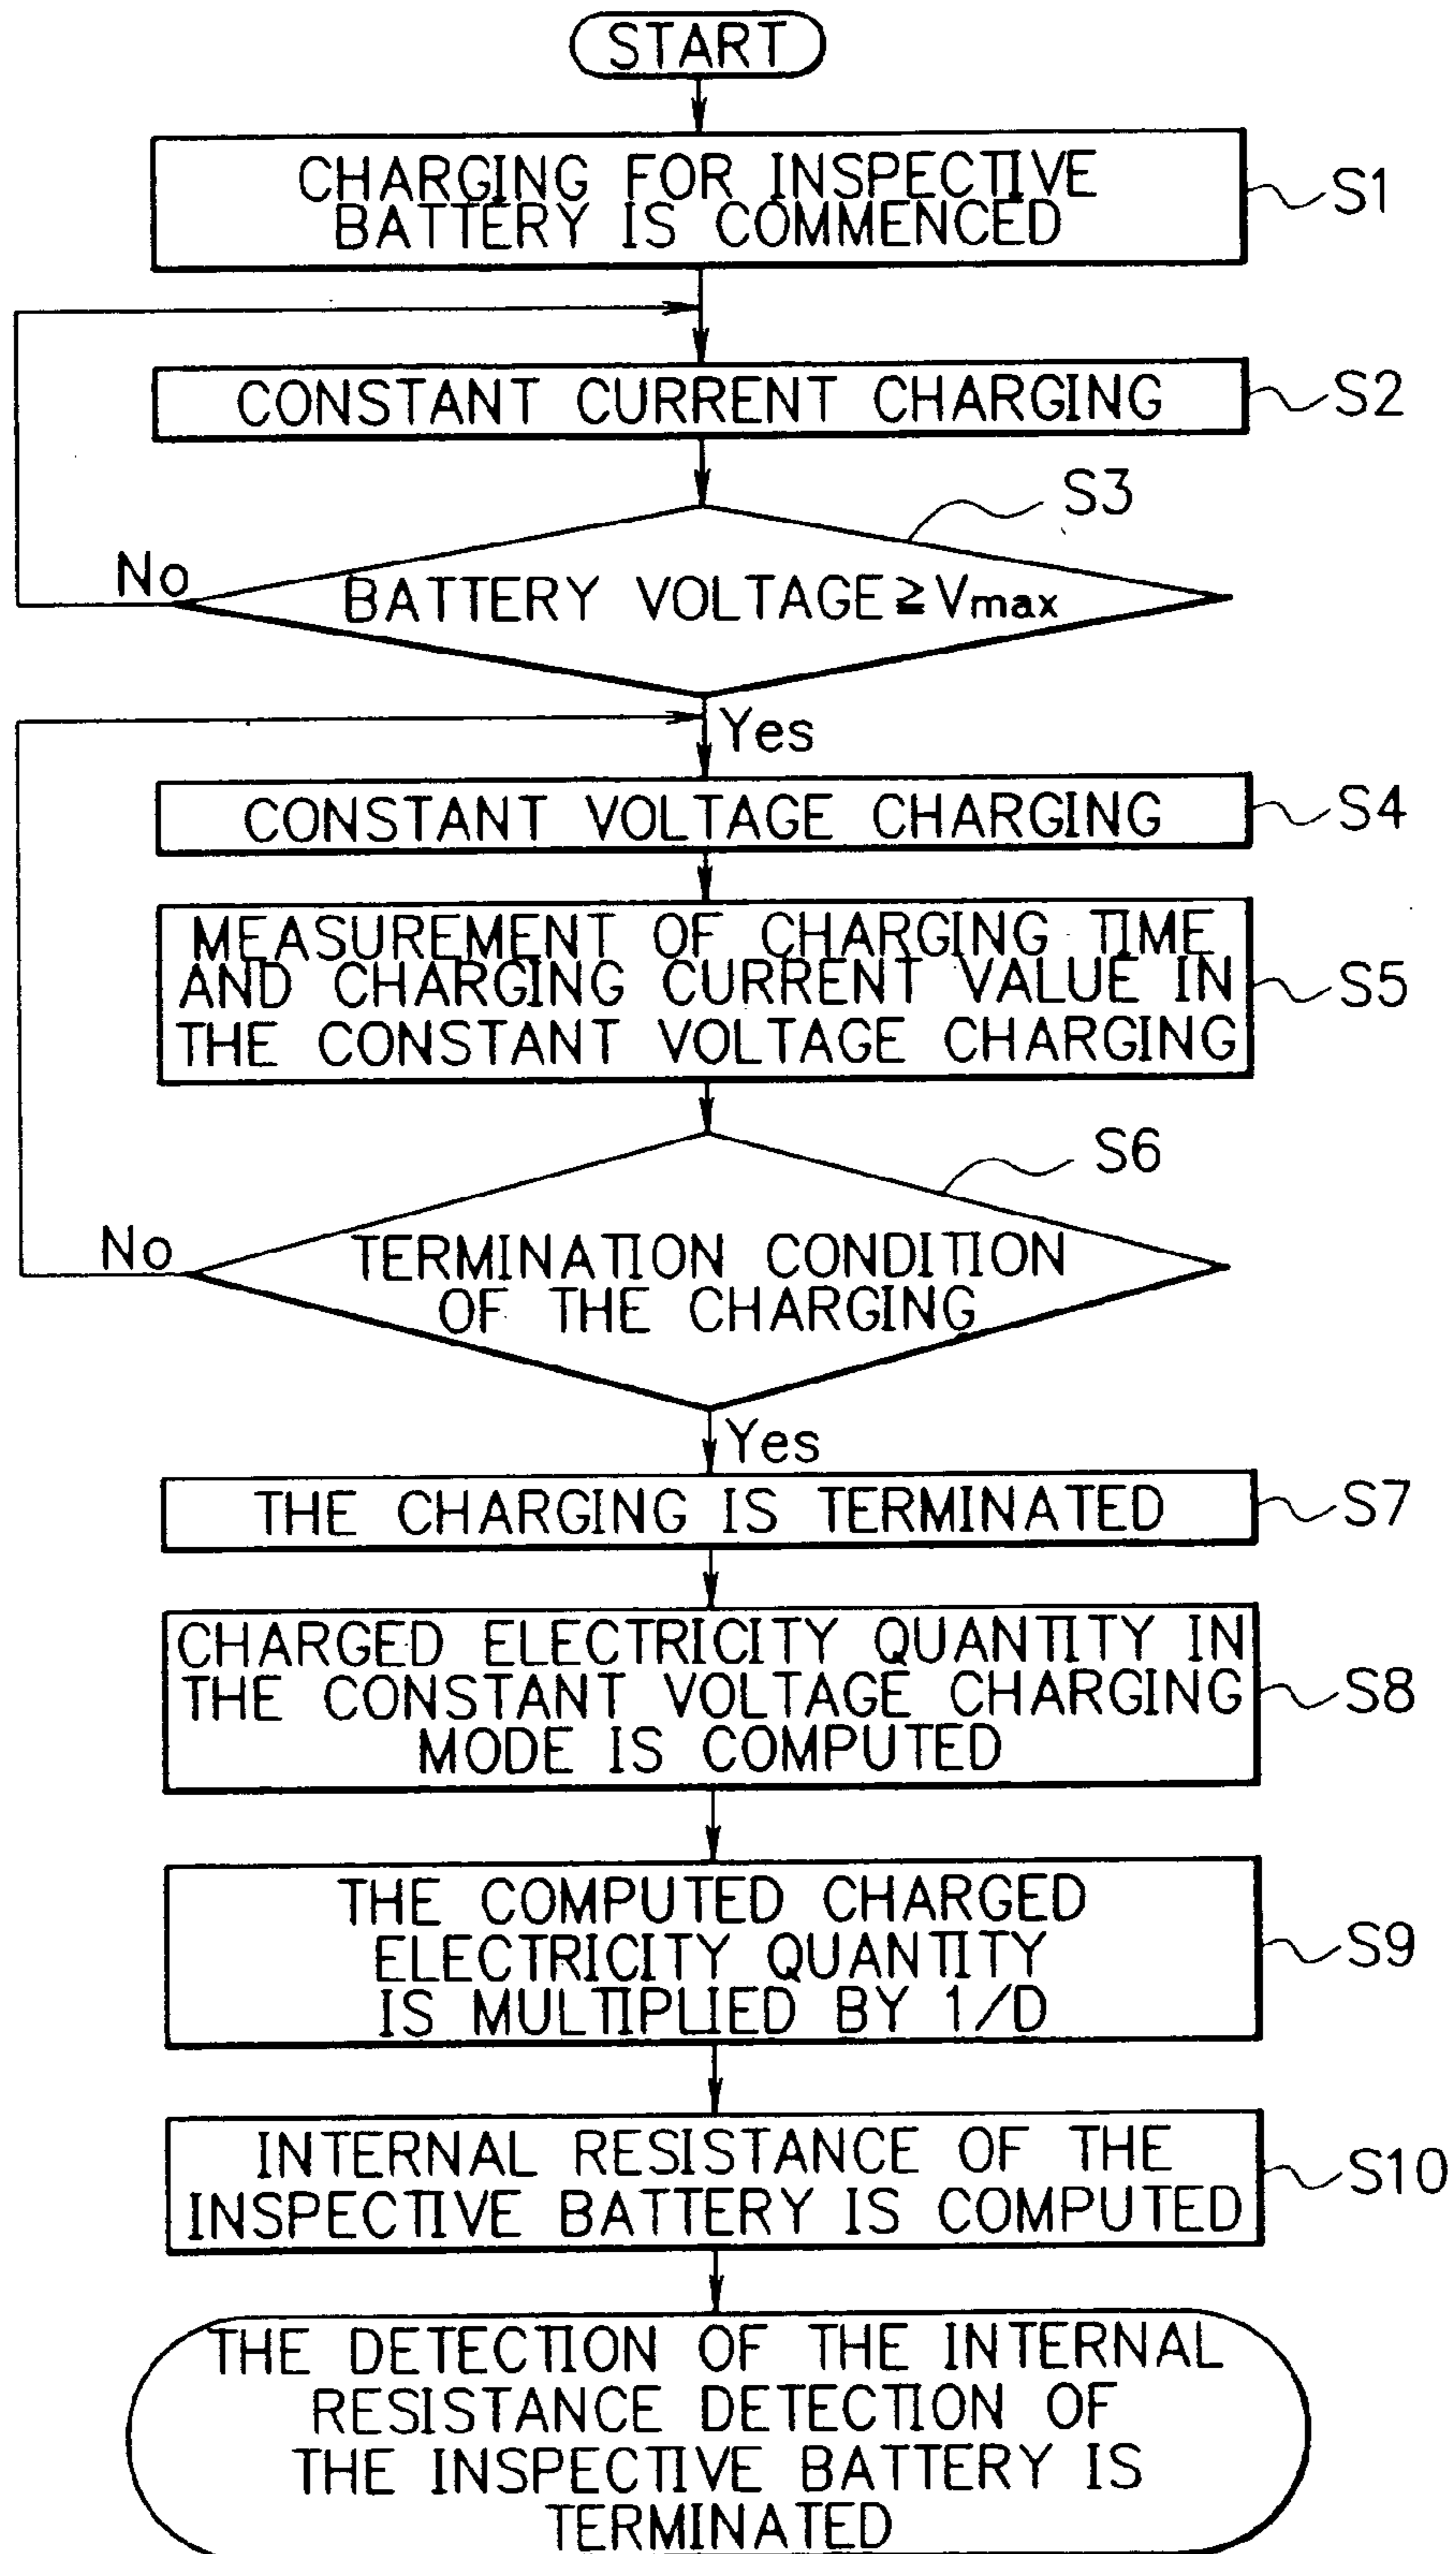 START
CHARGING FOR INSPECTIVE
BATTERY IS COMMENCED
S1
CONSTANT CURRENT CHARGING
S2
S3
No
BATTERY VOLTAGE ≧ Vmax
Yes
CONSTANT VOLTAGE CHARGING
S4
MEASUREMENT OF CHARGING TIME
AND CHARGING CURRENT VALUE IN
THE CONSTANT VOLTAGE CHARGING
S5
S6
No
TERMINATION CONDITION
OF THE CHARGING
Yes
THE CHARGING IS TERMINATED
S7
CHARGED ELECTRICITY QUANTITY IN
THE CONSTANT VOLTAGE CHARGING
MODE IS COMPUTED
S8
THE COMPUTED CHARGED
ELECTRICITY QUANTITY
IS MULTIPLIED BY 1/D
S9
INTERNAL RESISTANCE OF THE
INSPECTIVE BATTERY IS COMPUTED
S10
THE DETECTION OF THE INTERNAL
RESISTANCE DETECTION OF
THE INSPECTIVE BATTERY IS
TERMINATED